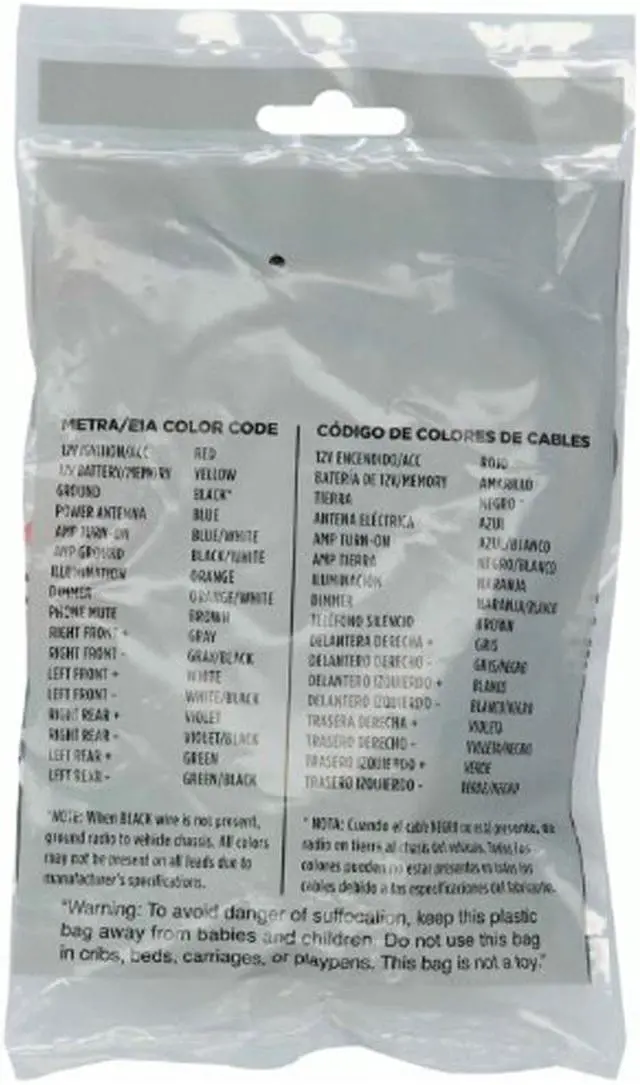 METRA/EIA COLOR CODE
12V IGNITION/ACC RED
12V BATTERY/MEMORY YELLOW
GROUND BLACK*
POWER ANTENNA BLUE
AMP TURN-ON BLUE/WHITE
AMP GROUND BLACK/WHITE
ILLUMINATION ORANGE
DIMMER ORANGE/WHITE
PHONE MUTE BROWN
RIGHT FRONT + GRAY
RIGHT FRONT - GRAY/BLACK
LEFT FRONT + WHITE
LEFT FRONT - WHITE/BLACK
RIGHT REAR + VIOLET
RIGHT REAR - VIOLET/BLACK
LEFT REAR + GREEN
LEFT REAR - GREEN/BLACK
*NOTE: When BLACK wire is not present,
ground radio to vehicle chassis. All colors
may not be present on all leads due to
manufacturer's specifications.
CÓDIGO DE COLORES DE CABLES
12V ENCENDIDO/ACC ROJO
BATERÍA DE 12V/MEMORY AMARILLO
TIERRA NEGRO *
ANTENA ELÉCTRICA AZUL
AMP TURN-ON AZUL/BLANCO
AMP TIERRA NEGRO/BLANCO
ILUMINACIÓN NARANJA
DIMMER NARANJA/BLANCO
TELÉFONO SILENCIO BROWN
DELANTERA DERECHA + GRIS
DELANTERO DERECHO - GRIS/NEGRO
DELANTERO IZQUIERDO + BLANCO
DELANTERO IZQUIERDO - BLANCO/NEGRO
TRASERA DERECHA + VIOLETA
TRASERO DERECHO - VIOLETA/NEGRO
TRASERO IZQUIERDO + VERDE
TRASERO IZQUIERDO - VERDE/NEGRO
* NOTA: Cuando el cable NEGRO no está presente, de
radio en tierra al chasis del vehículo. Todos los
colores pueden no estar presentes en todos los
cables debido a las especificaciones del fabricante.
"Warning: To avoid danger of suffocation, keep this plastic
bag away from babies and children. Do not use this bag
in cribs, beds, carriages, or playpens. This bag is not a toy."